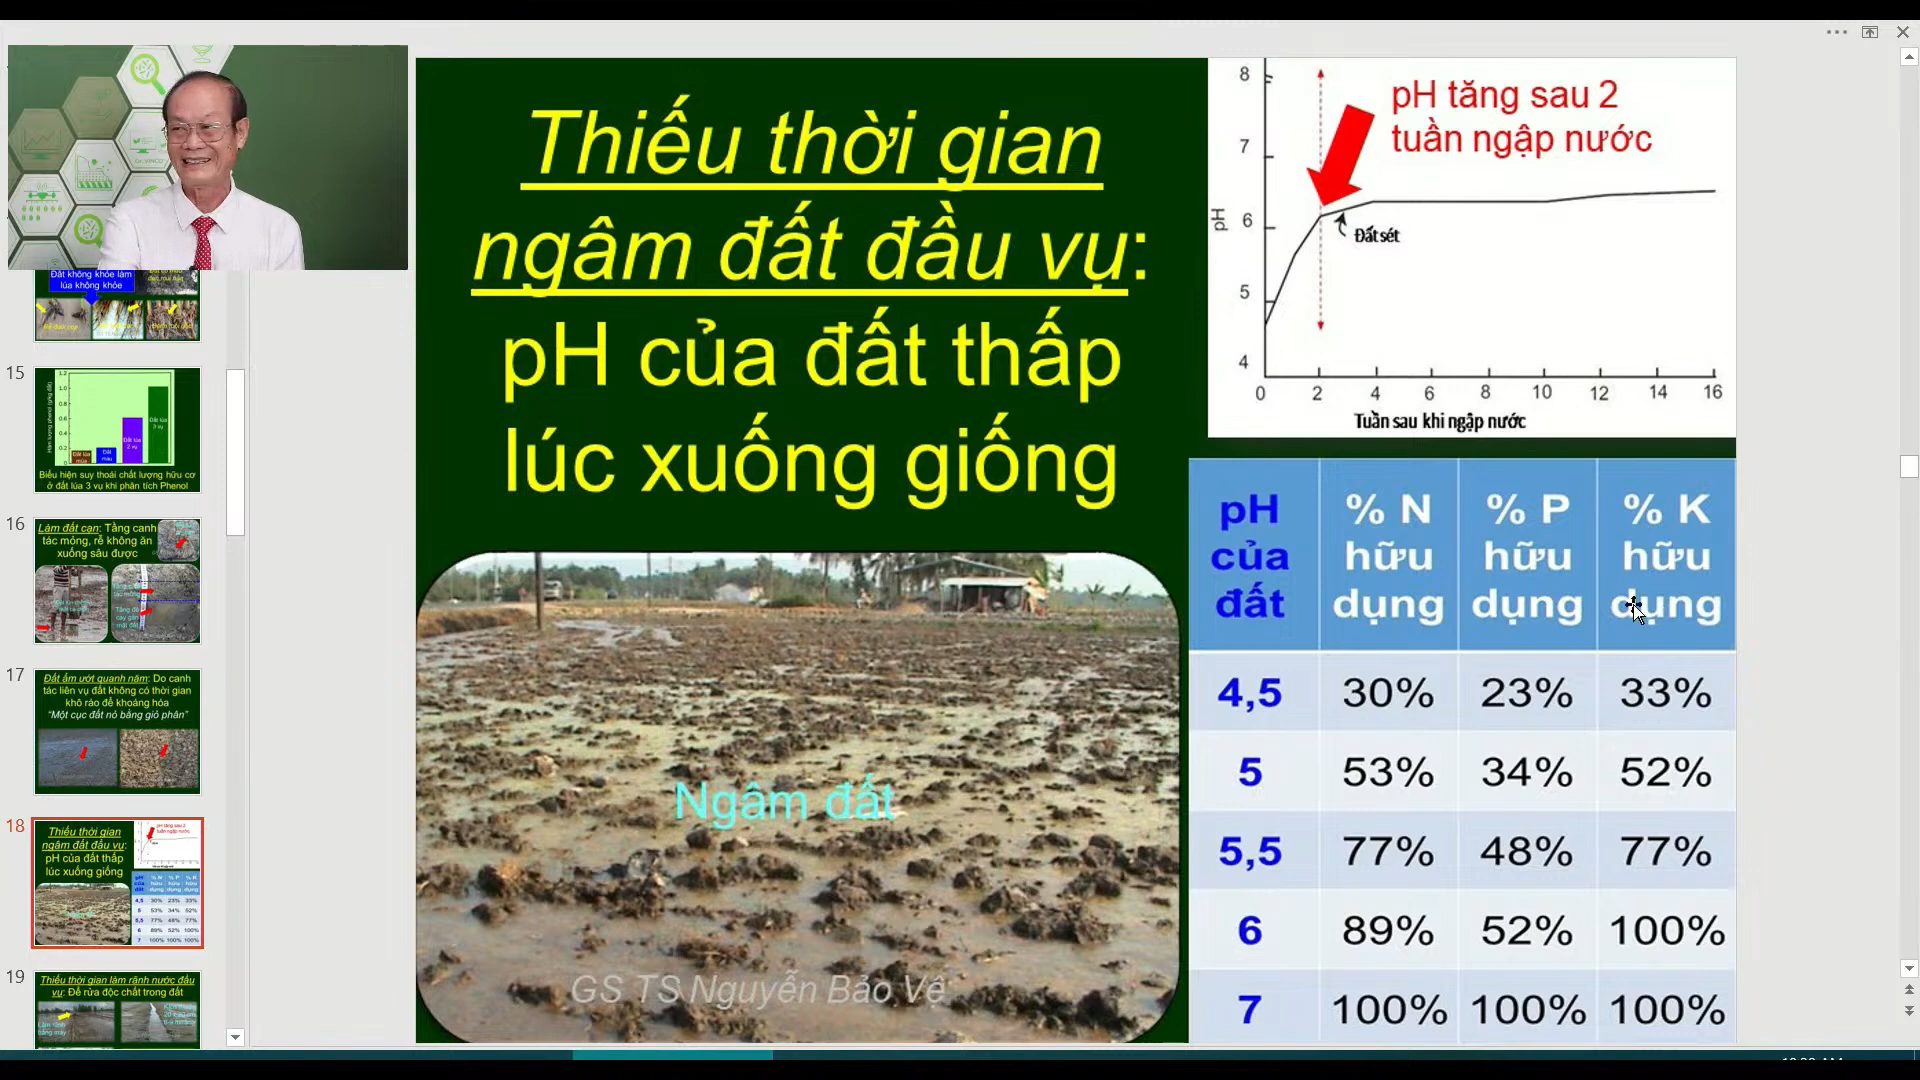 Thiếu thời gian
ngâm đất đầu vụ:
pH của đất thấp
lúc xuống giống
pH tăng sau 2
tuần ngập nước
8
7
6
5
4
pH
Đất sét
0 2 4 6 8 10 12 14 16
Tuần sau khi ngập nước
pH của đất % N hữu dụng % P hữu dụng % K hữu dụng
4,5 30% 23% 33%
5 53% 34% 52%
5,5 77% 48% 77%
6 89% 52% 100%
7 100% 100% 100%
Ngâm đất
GS TS Nguyễn Bảo Vệ
Đất không khỏe làm
lúa không khỏe
15
Biểu hiện suy thoái chất lượng hữu cơ
ở đất lúa 3 vụ khi phân tích Phenol
16
Làm đất cạn: Tầng canh
tác mỏng, rễ không ăn
xuống sâu được
17
Đất ẩm ướt quanh năm: Do canh
tác liên vụ đất không có thời gian
khô ráo để khoáng hóa
“Một cục đất nỏ bằng giỏ phân”
18
Thiếu thời gian
ngâm đất đầu vụ:
pH của đất thấp
lúc xuống giống
19
Thiếu thời gian làm rãnh nước đầu
vụ: Để rửa độc chất trong đất